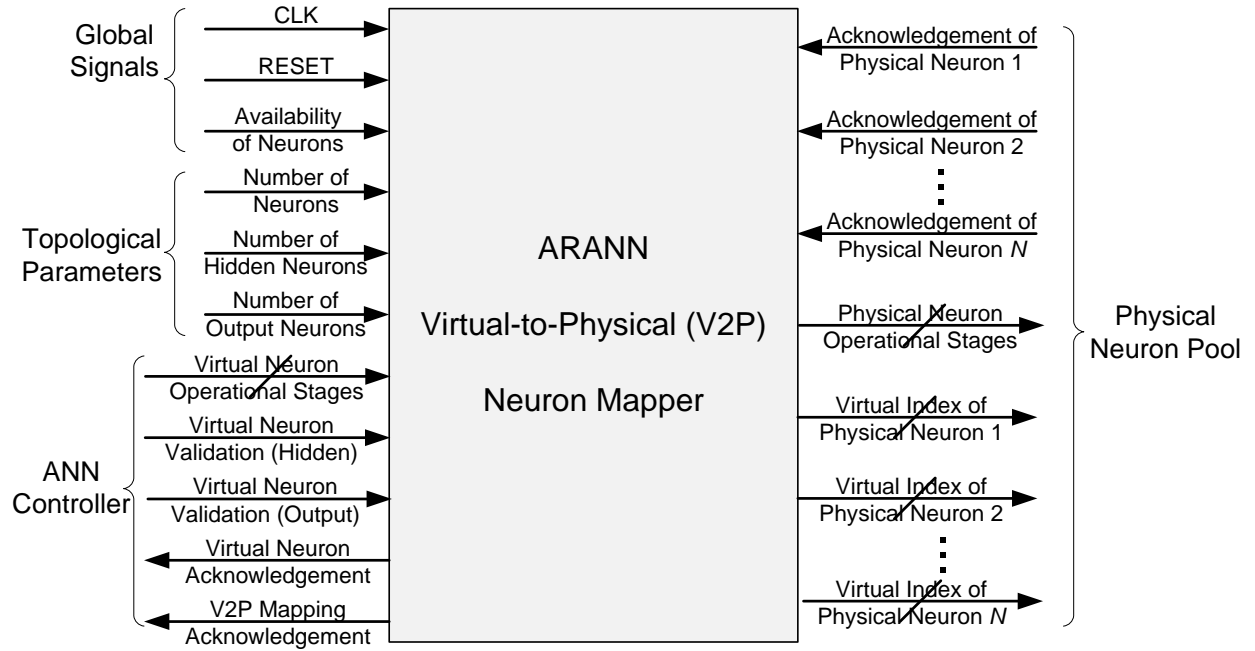 Global
Signals
CLK
RESET
Availability
of Neurons
Topological
Parameters
Number of
Neurons
Number of
Hidden Neurons
Number of
Output Neurons
ANN
Controller
Virtual Neuron
Operational Stages
Virtual Neuron
Validation (Hidden)
Virtual Neuron
Validation (Output)
Virtual Neuron
Acknowledgement
V2P Mapping
Acknowledgement
ARANN
Virtual-to-Physical (V2P)
Neuron Mapper
Acknowledgement of
Physical Neuron 1
Acknowledgement of
Physical Neuron 2
Acknowledgement of
Physical Neuron N
Physical Neuron
Operational Stages
Virtual Index of
Physical Neuron 1
Virtual Index of
Physical Neuron 2
Virtual Index of
Physical Neuron N
Physical
Neuron Pool